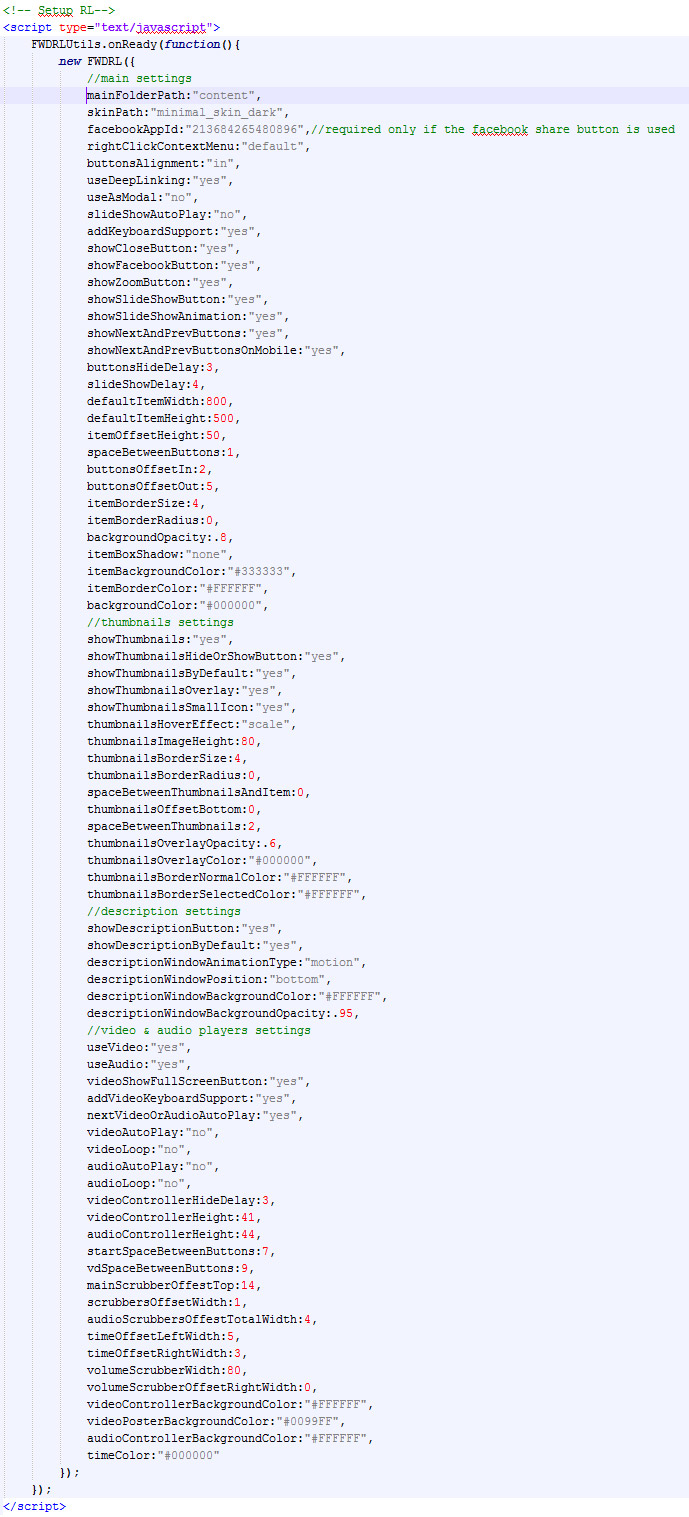 <!-- Setup RL-->
<script type="text/javascript">
FWDRLUtils.onReady(function(){
new FWDRL({
//main settings
mainFolderPath:"content",
skinPath:"minimal_skin_dark",
facebookAppId:"213684265480896",//required only if the facebook share button is used
rightClickContextMenu:"default",
buttonsAlignment:"in",
useDeepLinking:"yes",
useAsModal:"no",
slideShowAutoPlay:"no",
addKeyboardSupport:"yes",
showCloseButton:"yes",
showFacebookButton:"yes",
showZoomButton:"yes",
showSlideShowButton:"yes",
showSlideShowAnimation:"yes",
showNextAndPrevButtons:"yes",
showNextAndPrevButtonsOnMobile:"yes",
buttonsHideDelay:3,
slideShowDelay:4,
defaultItemWidth:800,
defaultItemHeight:500,
itemOffsetHeight:50,
spaceBetweenButtons:1,
buttonsOffsetIn:2,
buttonsOffsetOut:5,
itemBorderSize:4,
itemBorderRadius:0,
backgroundOpacity:.8,
itemBoxShadow:"none",
itemBackgroundColor:"#333333",
itemBorderColor:"#FFFFFF",
backgroundColor:"#000000",
//thumbnails settings
showThumbnails:"yes",
showThumbnailsHideOrShowButton:"yes",
showThumbnailsByDefault:"yes",
showThumbnailsOverlay:"yes",
showThumbnailsSmallIcon:"yes",
thumbnailsHoverEffect:"scale",
thumbnailsImageHeight:80,
thumbnailsBorderSize:4,
thumbnailsBorderRadius:0,
spaceBetweenThumbnailsAndItem:0,
thumbnailsOffsetBottom:0,
spaceBetweenThumbnails:2,
thumbnailsOverlayOpacity:.6,
thumbnailsOverlayColor:"#000000",
thumbnailsBorderNormalColor:"#FFFFFF",
thumbnailsBorderSelectedColor:"#FFFFFF",
//description settings
showDescriptionButton:"yes",
showDescriptionByDefault:"yes",
descriptionWindowAnimationType:"motion",
descriptionWindowPosition:"bottom",
descriptionWindowBackgroundColor:"#FFFFFF",
descriptionWindowBackgroundOpacity:.95,
//video & audio players settings
useVideo:"yes",
useAudio:"yes",
videoShowFullScreenButton:"yes",
addVideoKeyboardSupport:"yes",
nextVideoOrAudioAutoPlay:"yes",
videoAutoPlay:"no",
videoLoop:"no",
audioAutoPlay:"no",
audioLoop:"no",
videoControllerHideDelay:3,
videoControllerHeight:41,
audioControllerHeight:44,
startSpaceBetweenButtons:7,
vdSpaceBetweenButtons:9,
mainScrubberOffestTop:14,
scrubbersOffsetWidth:1,
audioScrubbersOffestTotalWidth:4,
timeOffsetLeftWidth:5,
timeOffsetRightWidth:3,
volumeScrubberWidth:80,
volumeScrubberOffsetRightWidth:0,
videoControllerBackgroundColor:"#FFFFFF",
videoPosterBackgroundColor:"#0099FF",
audioControllerBackgroundColor:"#FFFFFF",
timeColor:"#000000"
});
});
</script>